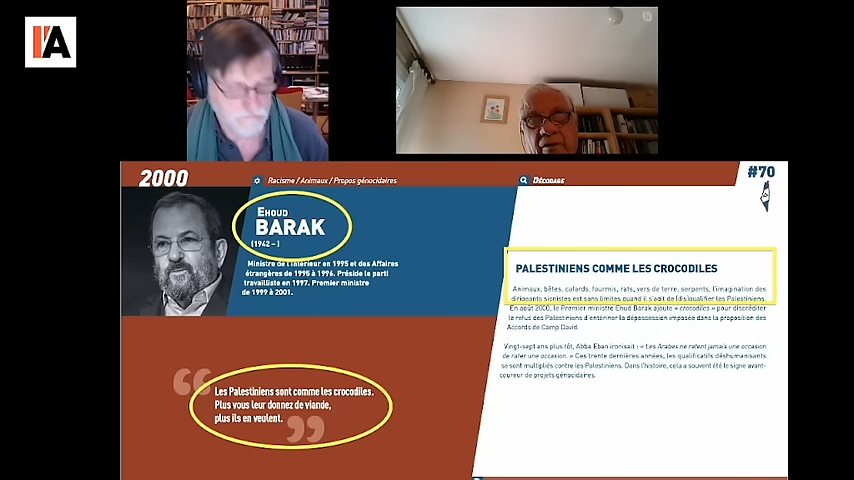 I'A
2000
Racisme / Animaux / Propos génocidaires
Décodage
#70
Ehoud
BARAK
(1942 – )
Ministre de l'Intérieur en 1995 et des Affaires
étrangères de 1995 à 1996. Préside le parti
travailliste en 1997. Premier ministre
de 1999 à 2001.
PALESTINIENS COMME LES CROCODILES
Animaux, bêtes, cafards, fourmis, rats, vers de terre, serpents, l'imagination des
dirigeants sionistes est sans limites quand il s'agit de (dis)qualifier les Palestiniens.
En août 2000, le Premier ministre Ehud Barak ajoute « crocodiles » pour discréditer
le refus des Palestiniens d'entériner la dépossession imposée dans la proposition des
Accords de Camp David.
Vingt-sept ans plus tôt, Abba Eban ironisait : « Les Arabes ne ratent jamais une occasion
de rater une occasion. » Ces trente dernières années, les qualificatifs déshumanisants
se sont multipliés contre les Palestiniens. Dans l'histoire, cela a souvent été le signe avant-
coureur de projets génocidaires.
Les Palestiniens sont comme les crocodiles.
Plus vous leur donnez de viande,
plus ils en veulent.